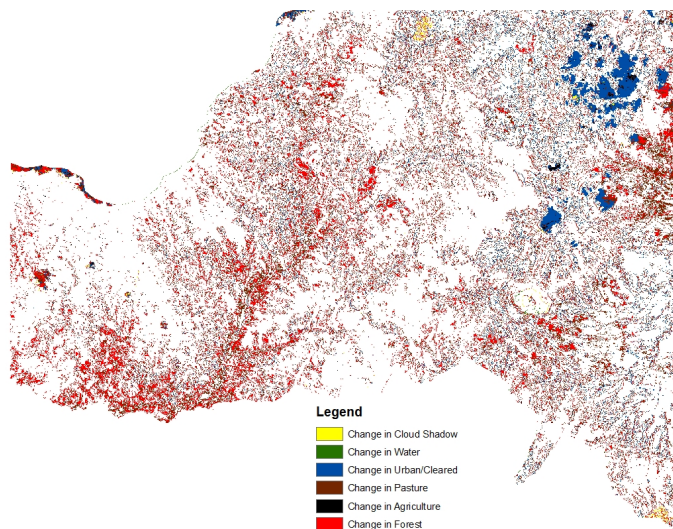 Legend
Change in Cloud Shadow
Change in Water
Change in Urban/Cleared
Change in Pasture
Change in Agriculture
Change in Forest